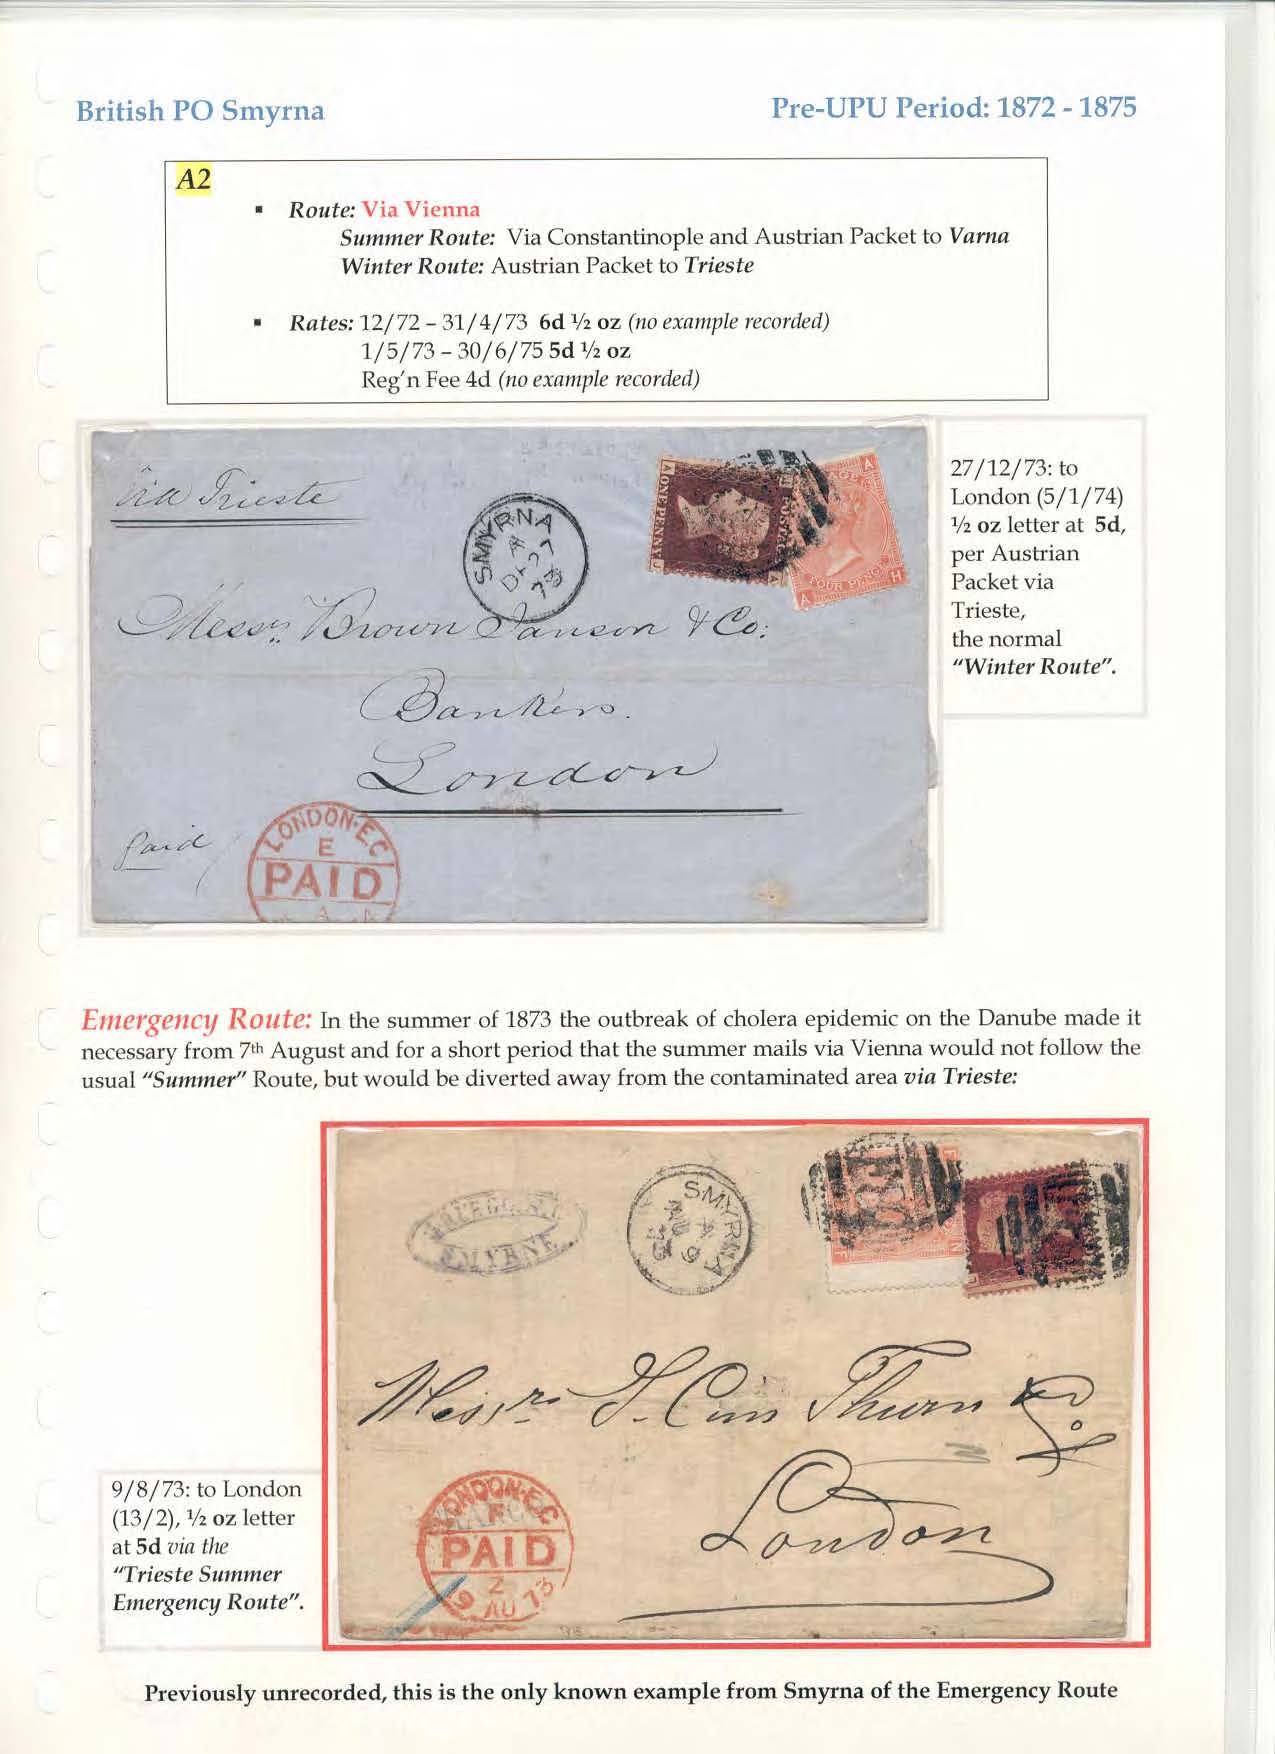 British PO Smyrna
Pre-UPU Period: 1872 - 1875
A2
▪ Route: Via Vienna
Summer Route: Via Constantinople and Austrian Packet to Varna
Winter Route: Austrian Packet to Trieste
▪ Rates: 12/72 – 31/4/73 6d ½ oz (no example recorded)
1/5/73 – 30/6/75 5d ½ oz
Reg'n Fee 4d (no example recorded)
via Trieste
SMYRNA
A
DE 27
73
ONE PENNY
FOUR PENCE
A
H
A
Messrs Brown Janson & Co:
Bankers.
London
Paid
LONDON·E.C
E
PAID
27/12/73: to
London (5/1/74)
½ oz letter at 5d,
per Austrian
Packet via
Trieste,
the normal
"Winter Route".
Emergency Route: In the summer of 1873 the outbreak of cholera epidemic on the Danube made it
necessary from 7th August and for a short period that the summer mails via Vienna would not follow the
usual "Summer" Route, but would be diverted away from the contaminated area via Trieste:
SMYRNE
SMYRNA
A
AU 9
73
Messrs
Thurn & Co
London
LONDON·E.C
F
PAID
2
9 AU 73
9/8/73: to London
(13/2), ½ oz letter
at 5d via the
"Trieste Summer
Emergency Route".
Previously unrecorded, this is the only known example from Smyrna of the Emergency Route